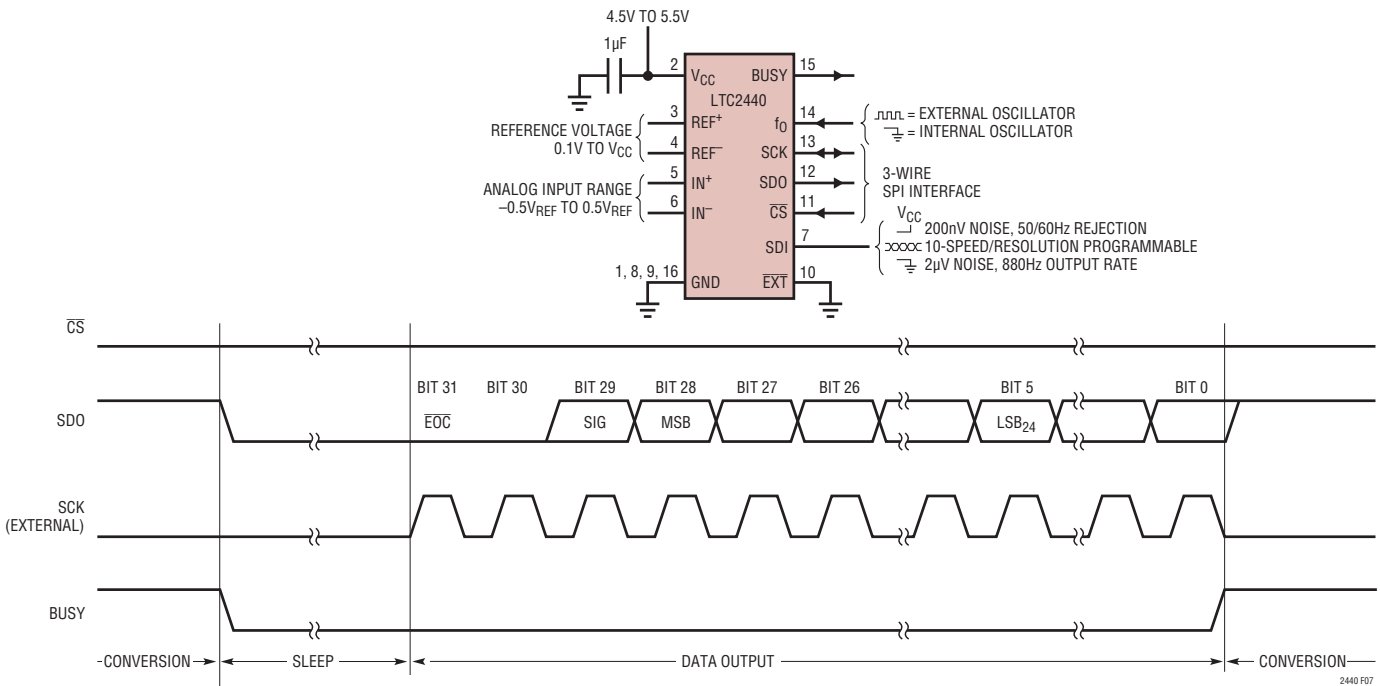 4.5V TO 5.5V
1µF
2
VCC
BUSY
15
LTC2440
REFERENCE VOLTAGE
0.1V TO VCC
3
REF+
4
REF–
fO
14
= EXTERNAL OSCILLATOR
= INTERNAL OSCILLATOR
SCK
13
SDO
12
CS
11
3-WIRE
SPI INTERFACE
ANALOG INPUT RANGE
–0.5VREF TO 0.5VREF
5
IN+
6
IN–
SDI
7
VCC
200nV NOISE, 50/60Hz REJECTION
10-SPEED/RESOLUTION PROGRAMMABLE
2µV NOISE, 880Hz OUTPUT RATE
1, 8, 9, 16
GND
EXT
10
CS
BIT 31
BIT 30
BIT 29
BIT 28
BIT 27
BIT 26
BIT 5
BIT 0
SDO
EOC
SIG
MSB
LSB24
SCK
(EXTERNAL)
BUSY
CONVERSION
SLEEP
DATA OUTPUT
CONVERSION
2440 F07